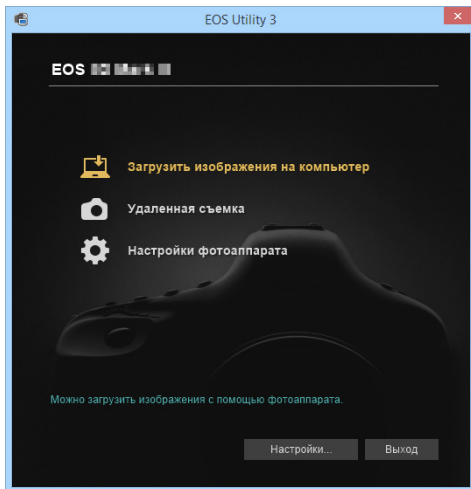 EOS Utility 3
EOS
Загрузить изображения на компьютер
Удаленная съемка
Настройки фотоаппарата
Можно загрузить изображения с помощью фотоаппарата.
Настройки... Выход